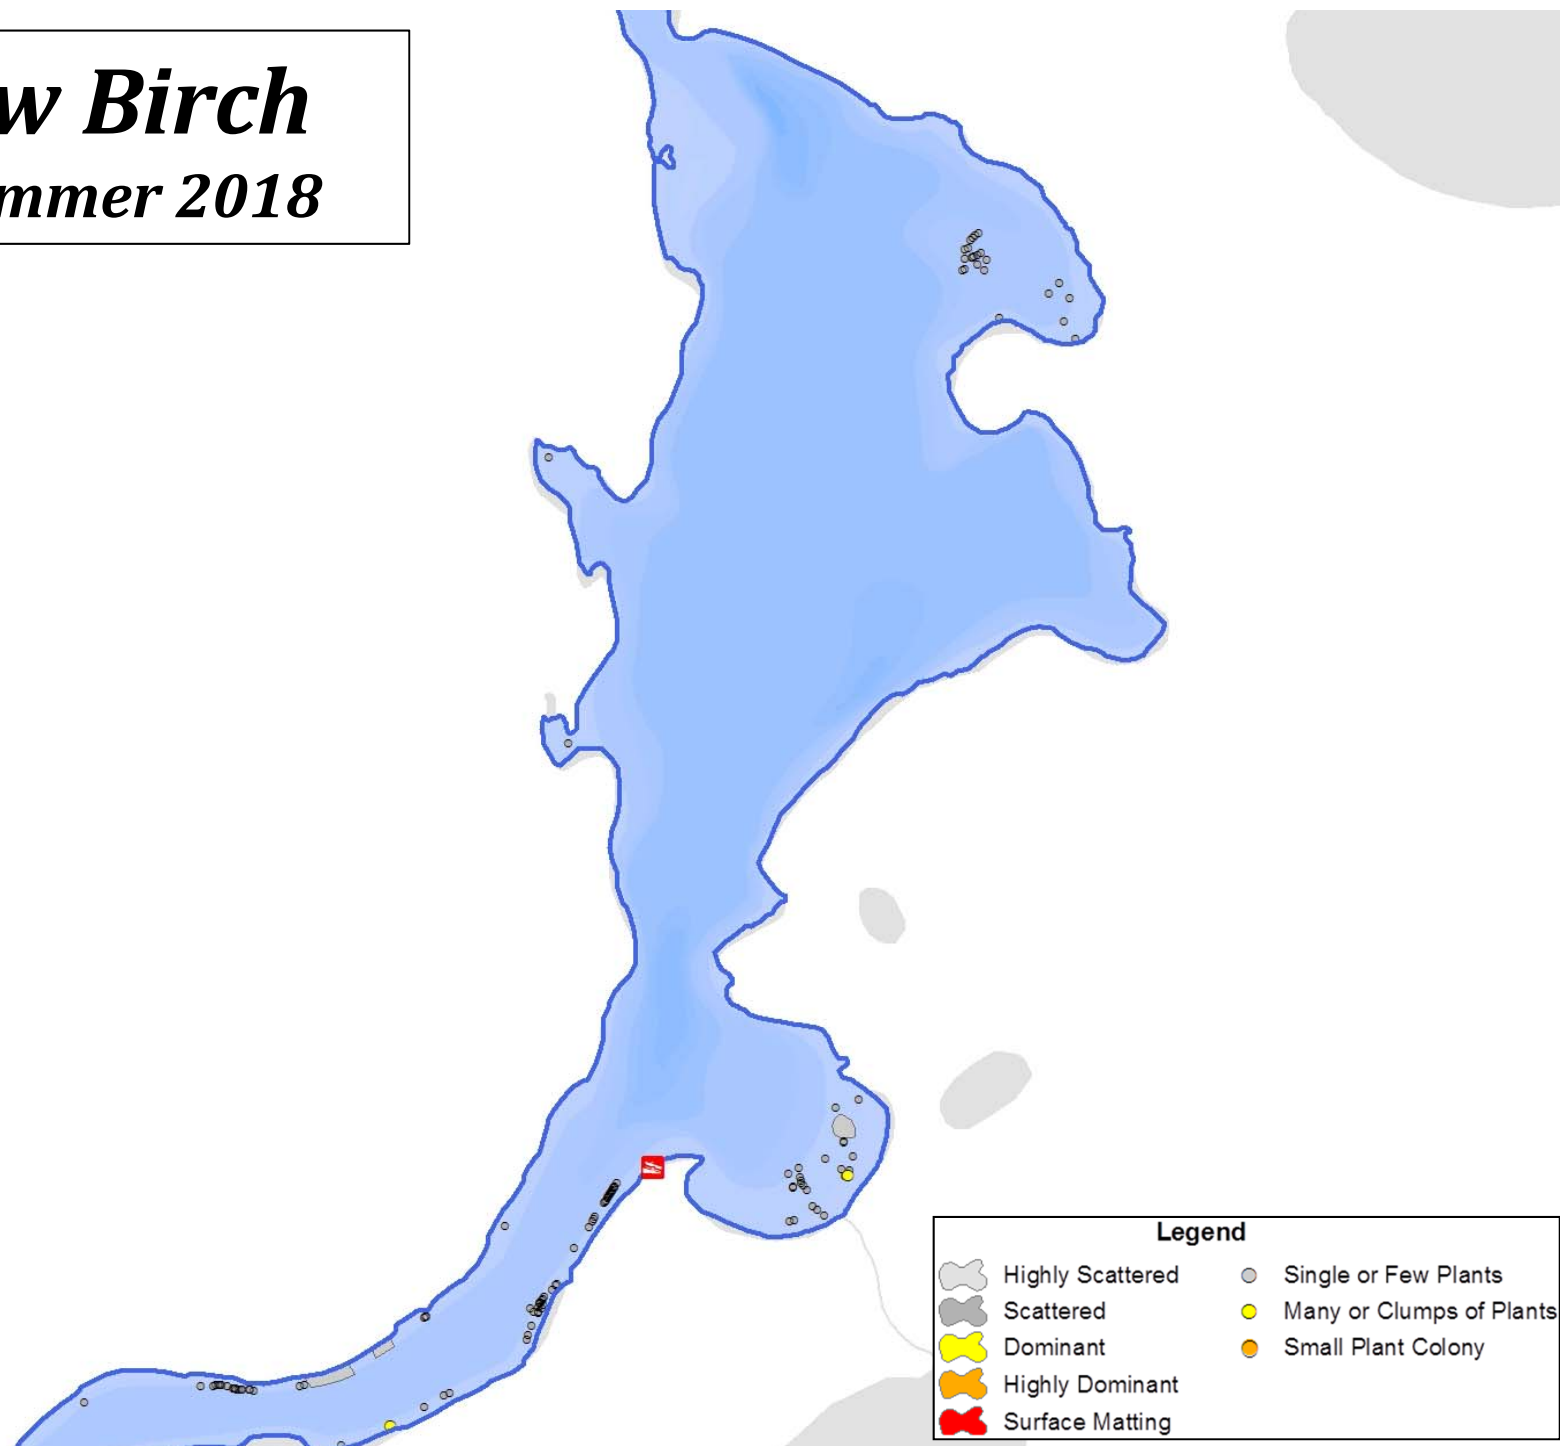 w Birch
mmer 2018
Legend
Highly Scattered
Single or Few Plants
Scattered
Many or Clumps of Plants
Dominant
Small Plant Colony
Highly Dominant
Surface Matting